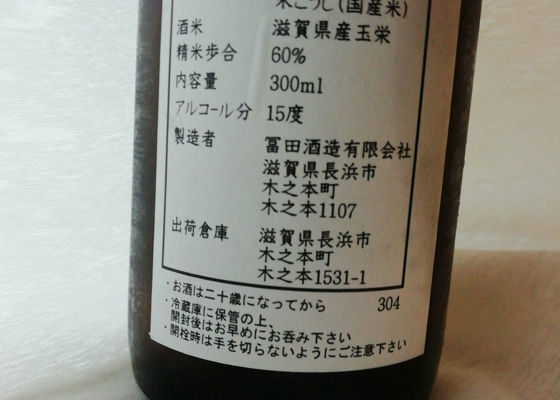 米こうじ(国産米)
酒米 滋賀県産玉栄
精米歩合 60%
内容量 300ml
アルコール分 15度
製造者 冨田酒造有限会社
滋賀県長浜市
木之本町
木之本1107
出荷倉庫 滋賀県長浜市
木之本町
木之本1531-1
・お酒は二十歳になってから 304
・冷蔵庫に保管の上、
開封後はお早めにお呑み下さい
・開栓時は手を切らないようにご注意下さい